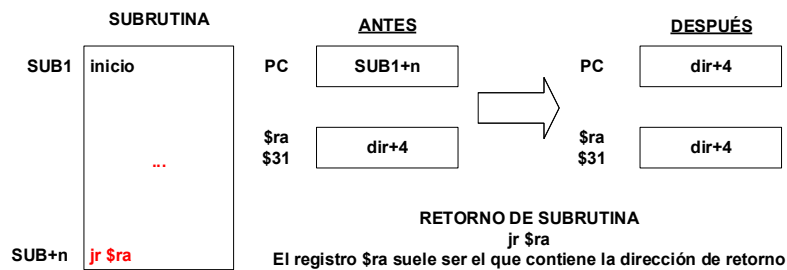 SUBRUTINA
ANTES
DESPUÉS
SUB1 inicio
PC SUB1+n
PC dir+4
...
$ra
$31
dir+4
$ra
$31
dir+4
SUB+n jr $ra
RETORNO DE SUBRUTINA
jr $ra
El registro $ra suele ser el que contiene la dirección de retorno